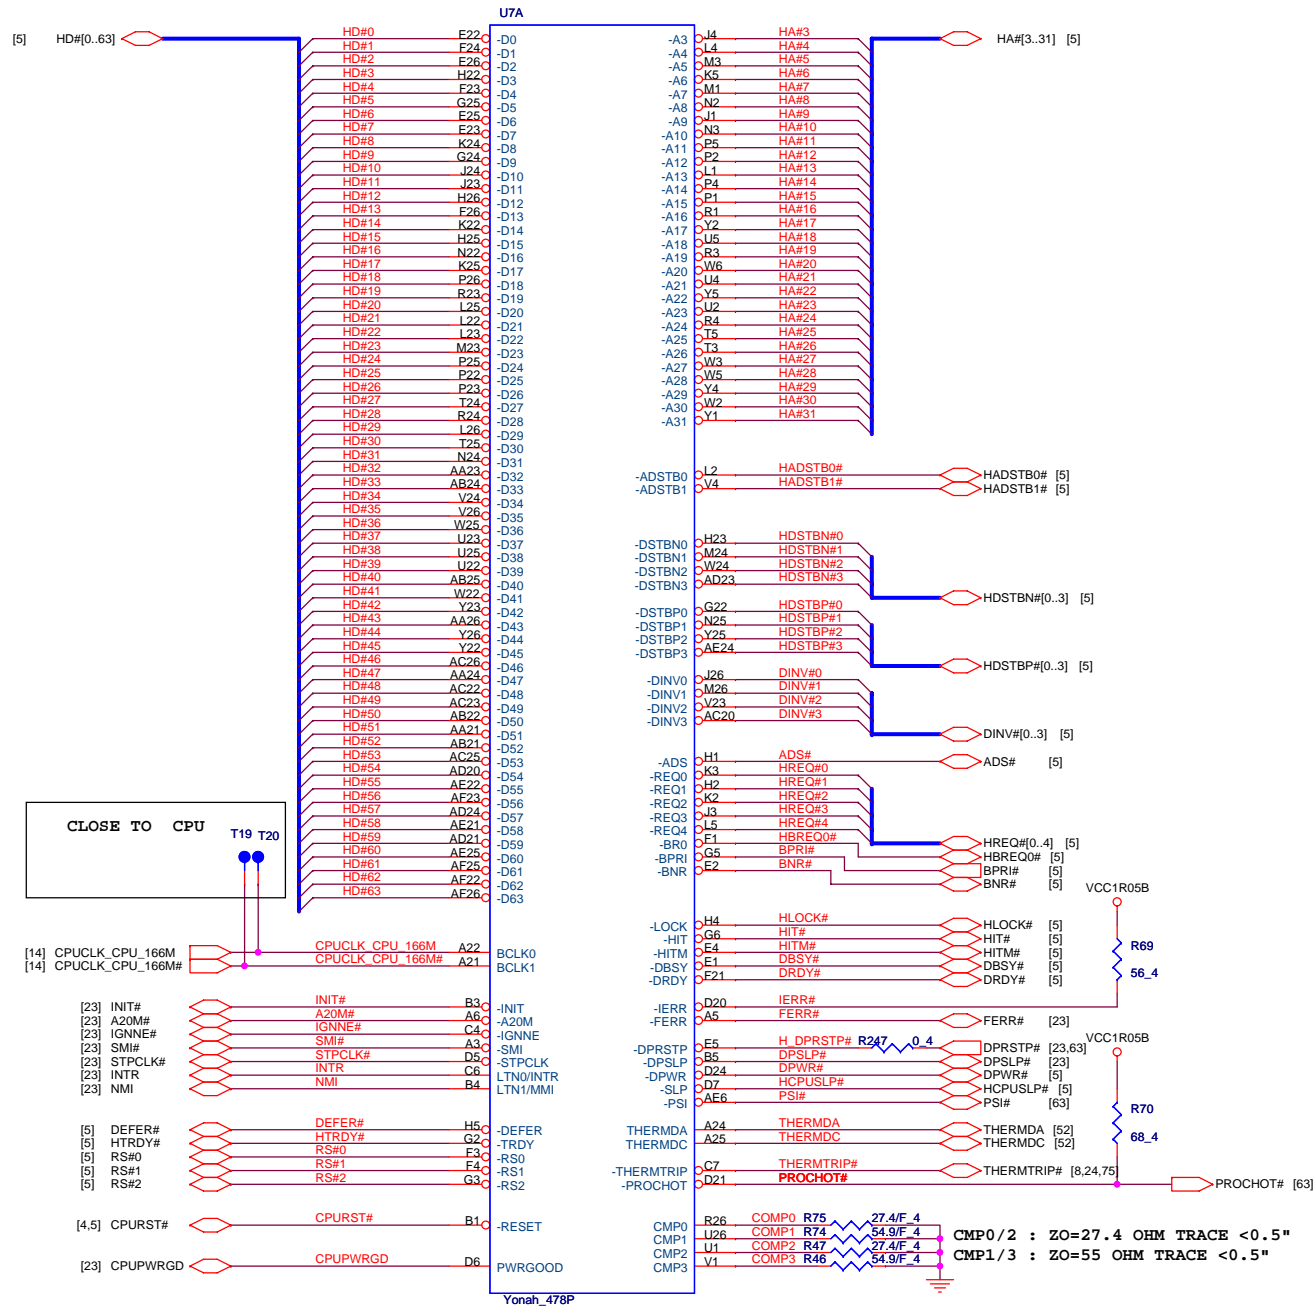 U7A
[5] HD#[0..63]
HD#0 E22 -D0
HD#1 F24 -D1
HD#2 E26 -D2
HD#3 H22 -D3
HD#4 F23 -D4
HD#5 G25 -D5
HD#6 E25 -D6
HD#7 E23 -D7
HD#8 K24 -D8
HD#9 G24 -D9
HD#10 J24 -D10
HD#11 J23 -D11
HD#12 H26 -D12
HD#13 F26 -D13
HD#14 K22 -D14
HD#15 H25 -D15
HD#16 N22 -D16
HD#17 K25 -D17
HD#18 P26 -D18
HD#19 R23 -D19
HD#20 L25 -D20
HD#21 L22 -D21
HD#22 L23 -D22
HD#23 M23 -D23
HD#24 P25 -D24
HD#25 P22 -D25
HD#26 P23 -D26
HD#27 T24 -D27
HD#28 R24 -D28
HD#29 L26 -D29
HD#30 T25 -D30
HD#31 N24 -D31
HD#32 AA23 -D32
HD#33 AB24 -D33
HD#34 V24 -D34
HD#35 V26 -D35
HD#36 W25 -D36
HD#37 U23 -D37
HD#38 U25 -D38
HD#39 U22 -D39
HD#40 AB25 -D40
HD#41 W22 -D41
HD#42 Y23 -D42
HD#43 AA26 -D43
HD#44 Y26 -D44
HD#45 Y22 -D45
HD#46 AC26 -D46
HD#47 AA24 -D47
HD#48 AC22 -D48
HD#49 AC23 -D49
HD#50 AB22 -D50
HD#51 AA21 -D51
HD#52 AB21 -D52
HD#53 AC25 -D53
HD#54 AD20 -D54
HD#55 AE22 -D55
HD#56 AF23 -D56
HD#57 AD24 -D57
HD#58 AE21 -D58
HD#59 AD21 -D59
HD#60 AE25 -D60
HD#61 AF25 -D61
HD#62 AF22 -D62
HD#63 AF26 -D63
CLOSE TO CPU
T19 T20
[14] CPUCLK_CPU_166M CPUCLK_CPU_166M A22 BCLK0
[14] CPUCLK_CPU_166M# CPUCLK_CPU_166M# A21 BCLK1
[23] INIT# INIT# B3 -INIT
[23] A20M# A20M# A6 -A20M
[23] IGNNE# IGNNE# C4 -IGNNE
[23] SMI# SMI# A3 -SMI
[23] STPCLK# STPCLK# D5 -STPCLK
[23] INTR INTR C6 LTN0/INTR
[23] NMI NMI B4 LTN1/MMI
[5] DEFER# DEFER# H5 -DEFER
[5] HTRDY# HTRDY# G2 -TRDY
[5] RS#0 RS#0 F3 -RS0
[5] RS#1 RS#1 F4 -RS1
[5] RS#2 RS#2 G3 -RS2
[4,5] CPURST# CPURST# B1 -RESET
[23] CPUPWRGD CPUPWRGD D6 PWRGOOD
-A3 J4 HA#3 HA#[3..31] [5]
-A4 L4 HA#4
-A5 M3 HA#5
-A6 K5 HA#6
-A7 M1 HA#7
-A8 N2 HA#8
-A9 J1 HA#9
-A10 N3 HA#10
-A11 P5 HA#11
-A12 P2 HA#12
-A13 L1 HA#13
-A14 P4 HA#14
-A15 P1 HA#15
-A16 R1 HA#16
-A17 Y2 HA#17
-A18 U5 HA#18
-A19 R3 HA#19
-A20 W6 HA#20
-A21 U4 HA#21
-A22 Y5 HA#22
-A23 U2 HA#23
-A24 R4 HA#24
-A25 T5 HA#25
-A26 T3 HA#26
-A27 W3 HA#27
-A28 W5 HA#28
-A29 Y4 HA#29
-A30 W2 HA#30
-A31 Y1 HA#31
-ADSTB0 L2 HADSTB0# HADSTB0# [5]
-ADSTB1 V4 HADSTB1# HADSTB1# [5]
-DSTBN0 H23 HDSTBN#0
-DSTBN1 M24 HDSTBN#1
-DSTBN2 W24 HDSTBN#2
-DSTBN3 AD23 HDSTBN#3
HDSTBN#[0..3] [5]
-DSTBP0 G22 HDSTBP#0
-DSTBP1 N25 HDSTBP#1
-DSTBP2 Y25 HDSTBP#2
-DSTBP3 AE24 HDSTBP#3
HDSTBP#[0..3] [5]
-DINV0 J26 DINV#0
-DINV1 M26 DINV#1
-DINV2 V23 DINV#2
-DINV3 AC20 DINV#3
DINV#[0..3] [5]
-ADS H1 ADS# ADS# [5]
-REQ0 K3 HREQ#0
-REQ1 H2 HREQ#1
-REQ2 K2 HREQ#2
-REQ3 J3 HREQ#3
-REQ4 L5 HREQ#4
HREQ#[0..4] [5]
-BR0 F1 HBREQ0# HBREQ0# [5]
-BPRI G5 BPRI# BPRI# [5]
-BNR E2 BNR# BNR# [5]
-LOCK H4 HLOCK# HLOCK# [5]
-HIT G6 HIT# HIT# [5]
-HITM E4 HITM# HITM# [5]
-DBSY E1 DBSY# DBSY# [5]
-DRDY F21 DRDY# DRDY# [5]
VCC1R05B
R69
56_4
-IERR D20 IERR#
-FERR A5 FERR# FERR# [23]
-DPRSTP E5 H_DPRSTP# R247 0_4 DPRSTP# [23,63]
-DPSLP B5 DPSLP# DPSLP# [23]
-DPWR D24 DPWR# DPWR# [5]
-SLP D7 HCPUSLP# HCPUSLP# [5]
-PSI AE6 PSI# PSI# [63]
VCC1R05B
R70
68_4
THERMDA A24 THERMDA THERMDA [52]
THERMDC A25 THERMDC THERMDC [52]
-THERMTRIP C7 THERMTRIP# THERMTRIP# [8,24,75]
-PROCHOT D21 PROCHOT# PROCHOT# [63]
CMP0 R26 COMP0 R75 27.4/F_4
CMP1 U26 COMP1 R74 54.9/F_4
CMP2 U1 COMP2 R47 27.4/F_4
CMP3 V1 COMP3 R46 54.9/F_4
CMP0/2 : ZO=27.4 OHM TRACE <0.5"
CMP1/3 : ZO=55 OHM TRACE <0.5"
Yonah_478P